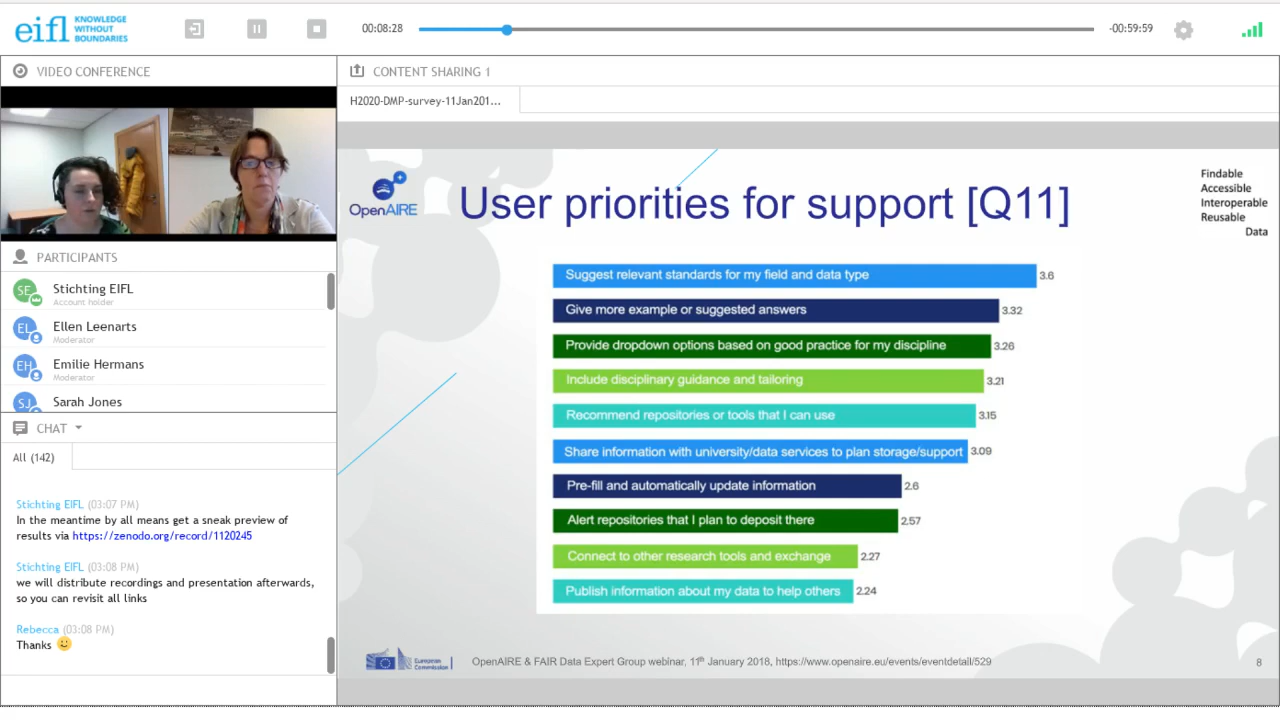 eifl KNOWLEDGE
WITHOUT
BOUNDARIES
00:08:28
-00:59:59
VIDEO CONFERENCE
PARTICIPANTS
SE
Stichting EIFL
Account holder
EL
Ellen Leenarts
Moderator
EH
Emilie Hermans
Moderator
SJ
Sarah Jones
CHAT
All (142)
Stichting EIFL (03:07 PM)
In the meantime by all means get a sneak preview of
results via https://zenodo.org/record/1120245
Stichting EIFL (03:08 PM)
we will distribute recordings and presentation afterwards,
so you can revisit all links
Rebecca (03:08 PM)
Thanks
CONTENT SHARING 1
H2020-DMP-survey-11Jan201...
OpenAIRE
User priorities for support [Q11]
Findable
Accessible
Interoperable
Reusable
Data
Suggest relevant standards for my field and data type 3.6
Give more example or suggested answers 3.32
Provide dropdown options based on good practice for my discipline 3.26
Include disciplinary guidance and tailoring 3.21
Recommend repositories or tools that I can use 3.15
Share information with university/data services to plan storage/support 3.09
Pre-fill and automatically update information 2.6
Alert repositories that I plan to deposit there 2.57
Connect to other research tools and exchange 2.27
Publish information about my data to help others 2.24
European
Commission
OpenAIRE & FAIR Data Expert Group webinar, 11th January 2018, https://www.openaire.eu/events/eventdetail/529
8